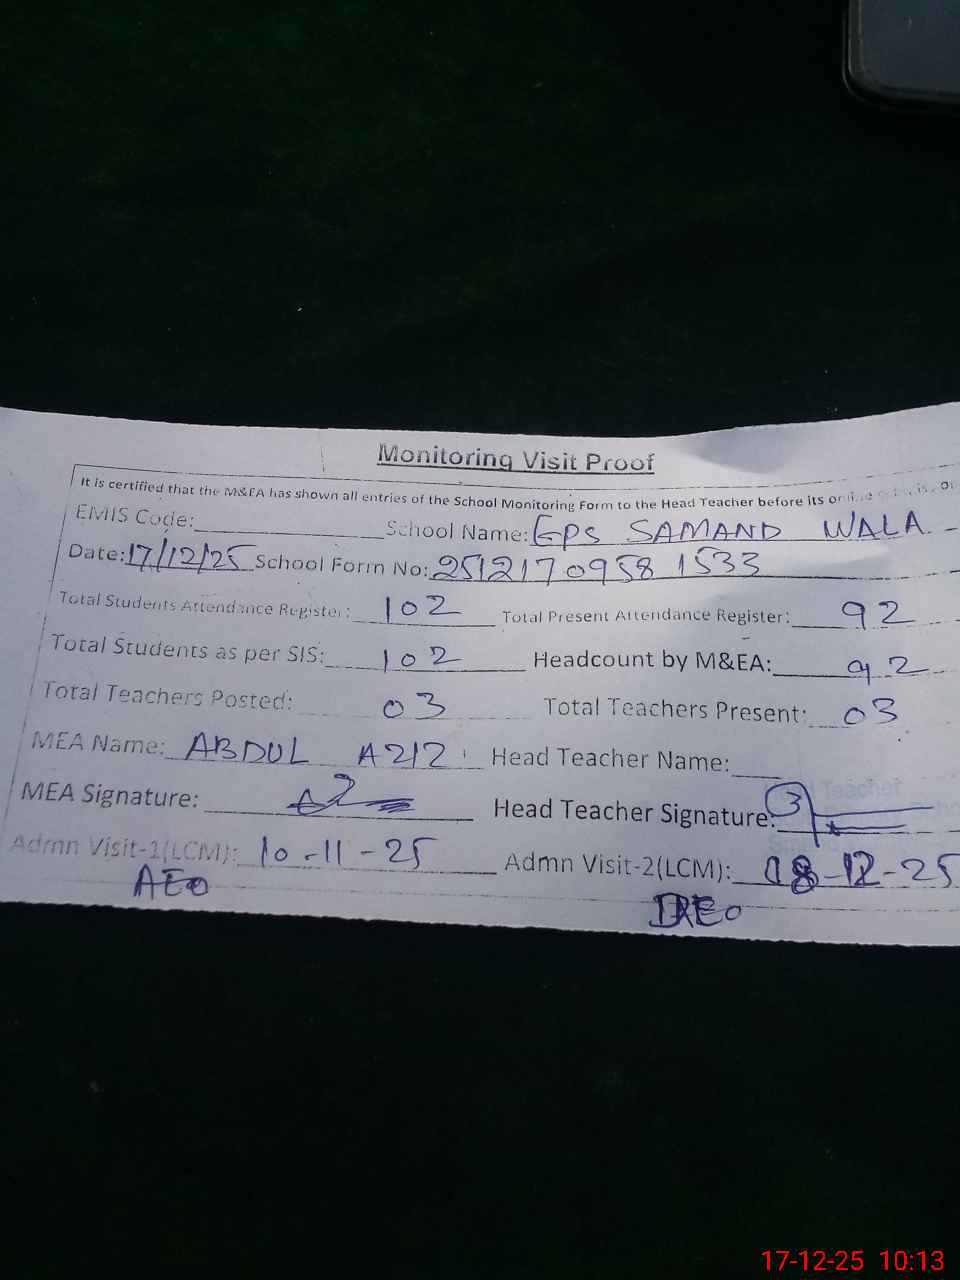 Monitoring Visit Proof
It is certified that the M&EA has shown all entries of the School Monitoring Form to the Head Teacher before its online
EMIS Code: School Name: GPS SAMAND WALA
Date: 17/12/25 School Form No: 2512170958 1533
Total Students Attendance Register: 102 Total Present Attendance Register: 92
Total Students as per SIS: 102 Headcount by M&EA: 92
Total Teachers Posted: 03 Total Teachers Present: 03
MEA Name: ABDUL AZIZ Head Teacher Name:
MEA Signature: Head Teacher Signature:
Admn Visit-1(LCM): 10-11-25 Admn Visit-2(LCM): 08-12-25
AEO
17-12-25 10:13